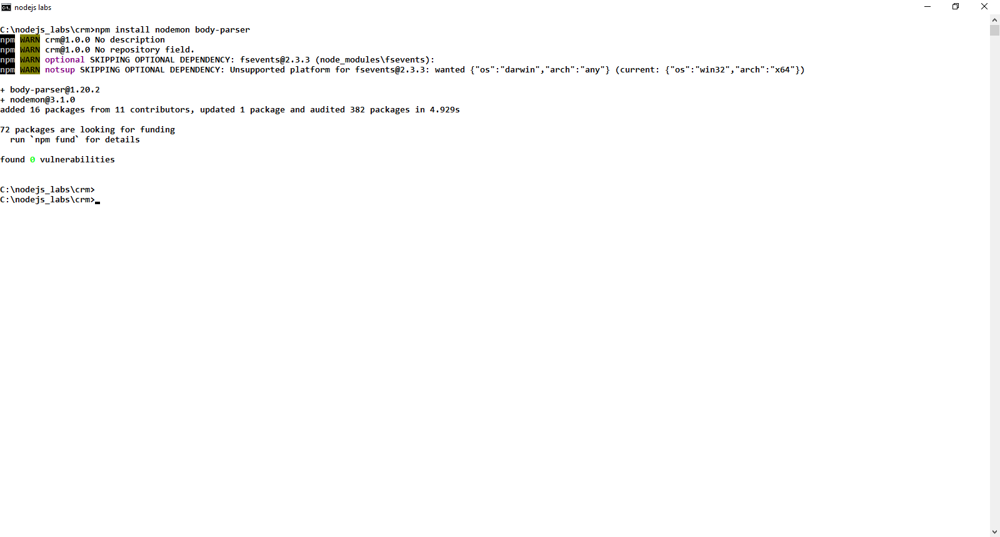 nodejs labs
C:\nodejs_labs\crm>npm install nodemon body-parser
npm WARN crm@1.0.0 No description
npm WARN crm@1.0.0 No repository field.
npm WARN optional SKIPPING OPTIONAL DEPENDENCY: fsevents@2.3.3 (node_modules\fsevents):
npm WARN notsup SKIPPING OPTIONAL DEPENDENCY: Unsupported platform for fsevents@2.3.3: wanted {"os":"darwin","arch":"any"} (current: {"os":"win32","arch":"x64"})
+ body-parser@1.20.2
+ nodemon@3.1.0
added 16 packages from 11 contributors, updated 1 package and audited 382 packages in 4.929s
72 packages are looking for funding
  run `npm fund` for details
found 0 vulnerabilities
C:\nodejs_labs\crm>
C:\nodejs_labs\crm>